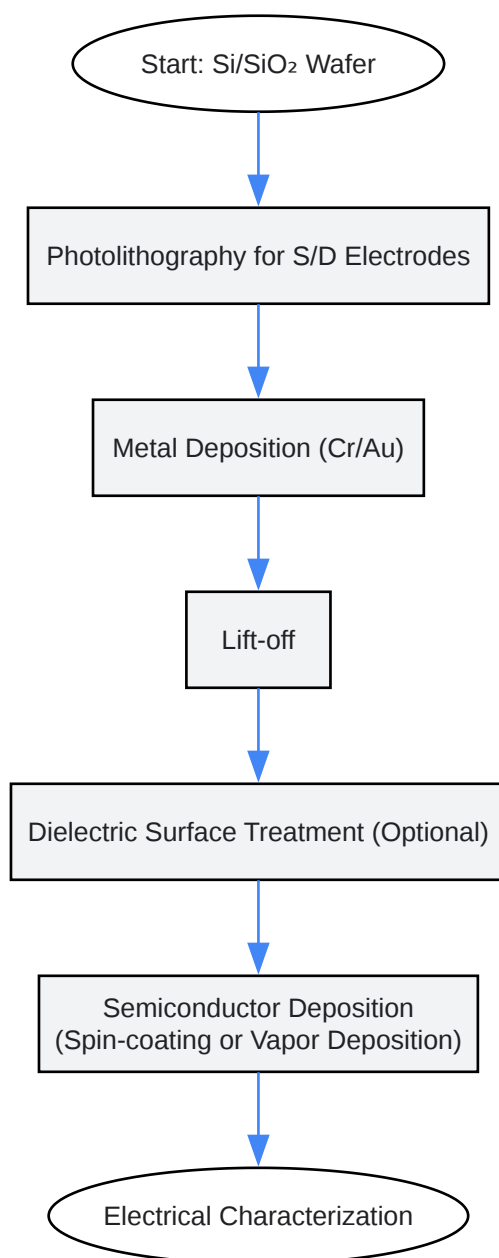 Start: Si/SiO₂ Wafer
Photolithography for S/D Electrodes
Metal Deposition (Cr/Au)
Lift-off
Dielectric Surface Treatment (Optional)
Semiconductor Deposition
(Spin-coating or Vapor Deposition)
Electrical Characterization